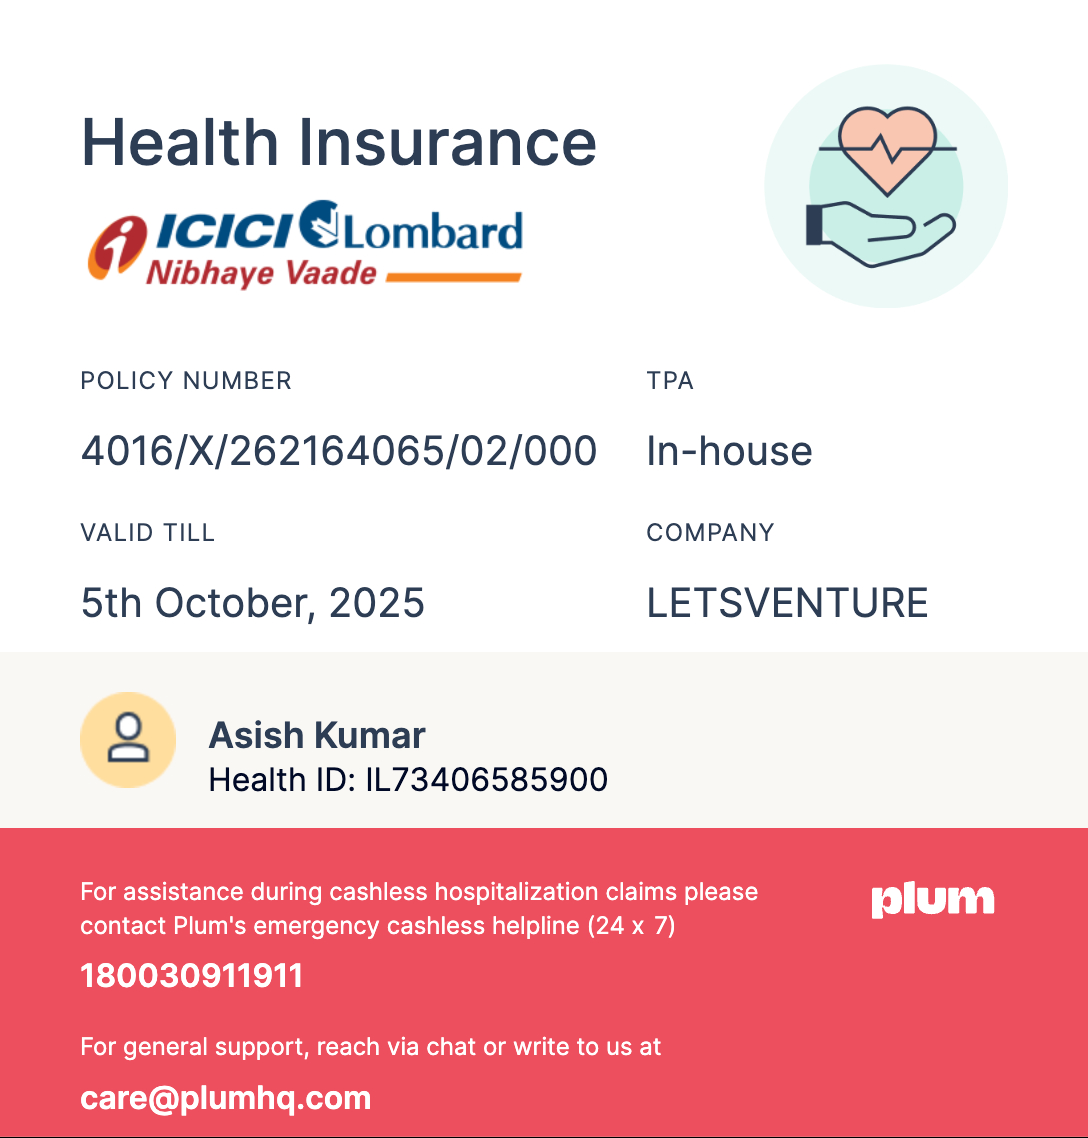 Health Insurance
ICICI Lombard
Nibhaye Vaade
POLICY NUMBER
4016/X/262164065/02/000
TPA
In-house
VALID TILL
5th October, 2025
COMPANY
LETSVENTURE
Asish Kumar
Health ID: IL73406585900
For assistance during cashless hospitalization claims please
contact Plum's emergency cashless helpline (24 x 7)
plum
180030911911
For general support, reach via chat or write to us at
care@plumhq.com